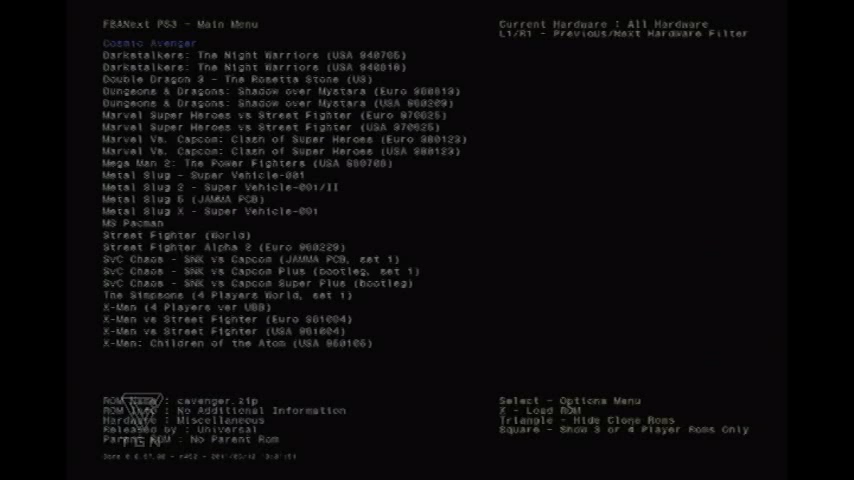 FBANext PS3 - Main Menu
Current Hardware : All Hardware
L1/R1 - Previous/Next Hardware Filter
Cosmic Avenger
Darkstalkers: The Night Warriors (USA 940705)
Darkstalkers: The Night Warriors (USA 940818)
Double Dragon 3 - The Rosetta Stone (US)
Dungeons & Dragons: Shadow over Mystara (Euro 960619)
Dungeons & Dragons: Shadow over Mystara (USA 960209)
Marvel Super Heroes vs Street Fighter (Euro 970625)
Marvel Super Heroes vs Street Fighter (USA 970625)
Marvel Vs. Capcom: Clash of Super Heroes (Euro 980123)
Marvel Vs. Capcom: Clash of Super Heroes (USA 980123)
Mega Man 2: The Power Fighters (USA 960708)
Metal Slug - Super Vehicle-001
Metal Slug 2 - Super Vehicle-001/II
Metal Slug 5 (JAMMA PCB)
Metal Slug X - Super Vehicle-001
MS Pacman
Street Fighter (World)
Street Fighter Alpha 2 (Euro 960229)
SvC Chaos - SNK vs Capcom (JAMMA PCB, set 1)
SvC Chaos - SNK vs Capcom Plus (bootleg, set 1)
SvC Chaos - SNK vs Capcom Super Plus (bootleg)
The Simpsons (4 Players World, set 1)
X-Men (4 Players ver UBB)
X-Men vs Street Fighter (Euro 961004)
X-Men vs Street Fighter (USA 961004)
X-Men: Children of the Atom (USA 950105)
ROM Name : cavenger.zip
ROM Info : No Additional Information
Hardware : Miscellaneous
Released by : Universal
Parent ROM : No Parent Rom
TGN
Select - Options Menu
X - Load ROM
Triangle - Hide Clone Roms
Square - Show 3 or 4 Player Roms Only